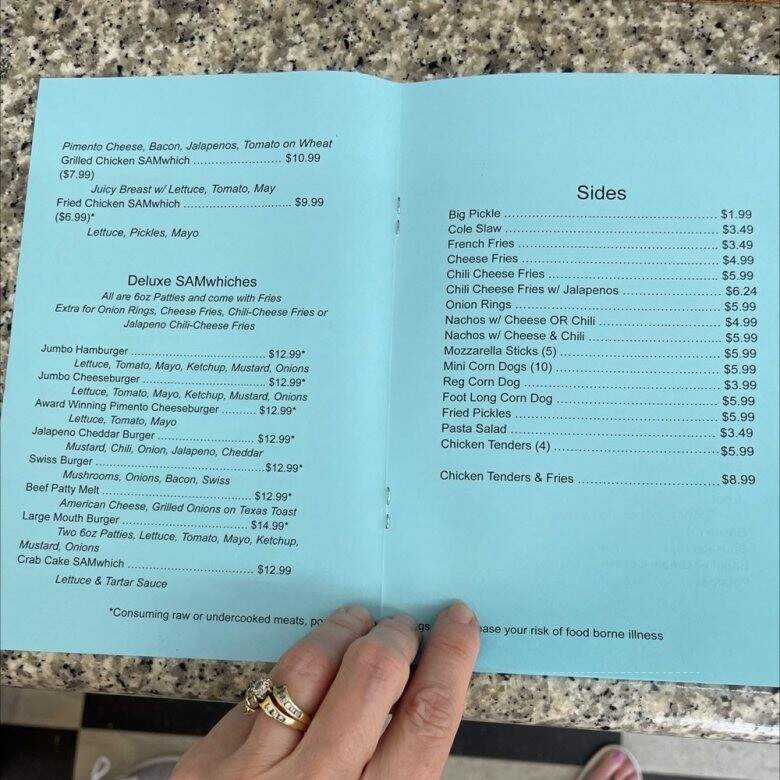 Pimento Cheese, Bacon, Jalapenos, Tomato on Wheat
Grilled Chicken SAMwhich ........................ $10.99
($7.99)
Juicy Breast w/ Lettuce, Tomato, May
Fried Chicken SAMwhich ............................. $9.99
($6.99)*
Lettuce, Pickles, Mayo
Deluxe SAMwhiches
All are 6oz Patties and come with Fries
Extra for Onion Rings, Cheese Fries, Chili-Cheese Fries or
Jalapeno Chili-Cheese Fries
Jumbo Hamburger ..................................... $12.99*
Lettuce, Tomato, Mayo, Ketchup, Mustard, Onions
Jumbo Cheeseburger .................................. $12.99*
Lettuce, Tomato, Mayo, Ketchup, Mustard, Onions
Award Winning Pimento Cheeseburger .......... $12.99*
Lettuce, Tomato, Mayo
Jalapeno Cheddar Burger ............................ $12.99*
Mustard, Chili, Onion, Jalapeno, Cheddar
Swiss Burger ............................................. $12.99*
Mushrooms, Onions, Bacon, Swiss
Beef Patty Melt .......................................... $12.99*
American Cheese, Grilled Onions on Texas Toast
Large Mouth Burger ................................... $14.99*
Two 6oz Patties, Lettuce, Tomato, Mayo, Ketchup,
Mustard, Onions
Crab Cake SAMwhich .................................. $12.99
Lettuce & Tartar Sauce
Sides
Big Pickle ...................................................... $1.99
Cole Slaw ...................................................... $3.49
French Fries .................................................. $3.49
Cheese Fries ................................................. $4.99
Chili Cheese Fries .......................................... $5.99
Chili Cheese Fries w/ Jalapenos ...................... $6.24
Onion Rings ................................................... $5.99
Nachos w/ Cheese OR Chili ............................. $4.99
Nachos w/ Cheese & Chili ............................... $5.99
Mozzarella Sticks (5) ...................................... $5.99
Mini Corn Dogs (10) ....................................... $5.99
Reg Corn Dog ................................................ $3.99
Foot Long Corn Dog ....................................... $5.99
Fried Pickles .................................................. $5.99
Pasta Salad ................................................... $3.49
Chicken Tenders (4) ....................................... $5.99
Chicken Tenders & Fries ................................. $8.99
*Consuming raw or undercooked meats, po gs ease your risk of food borne illness